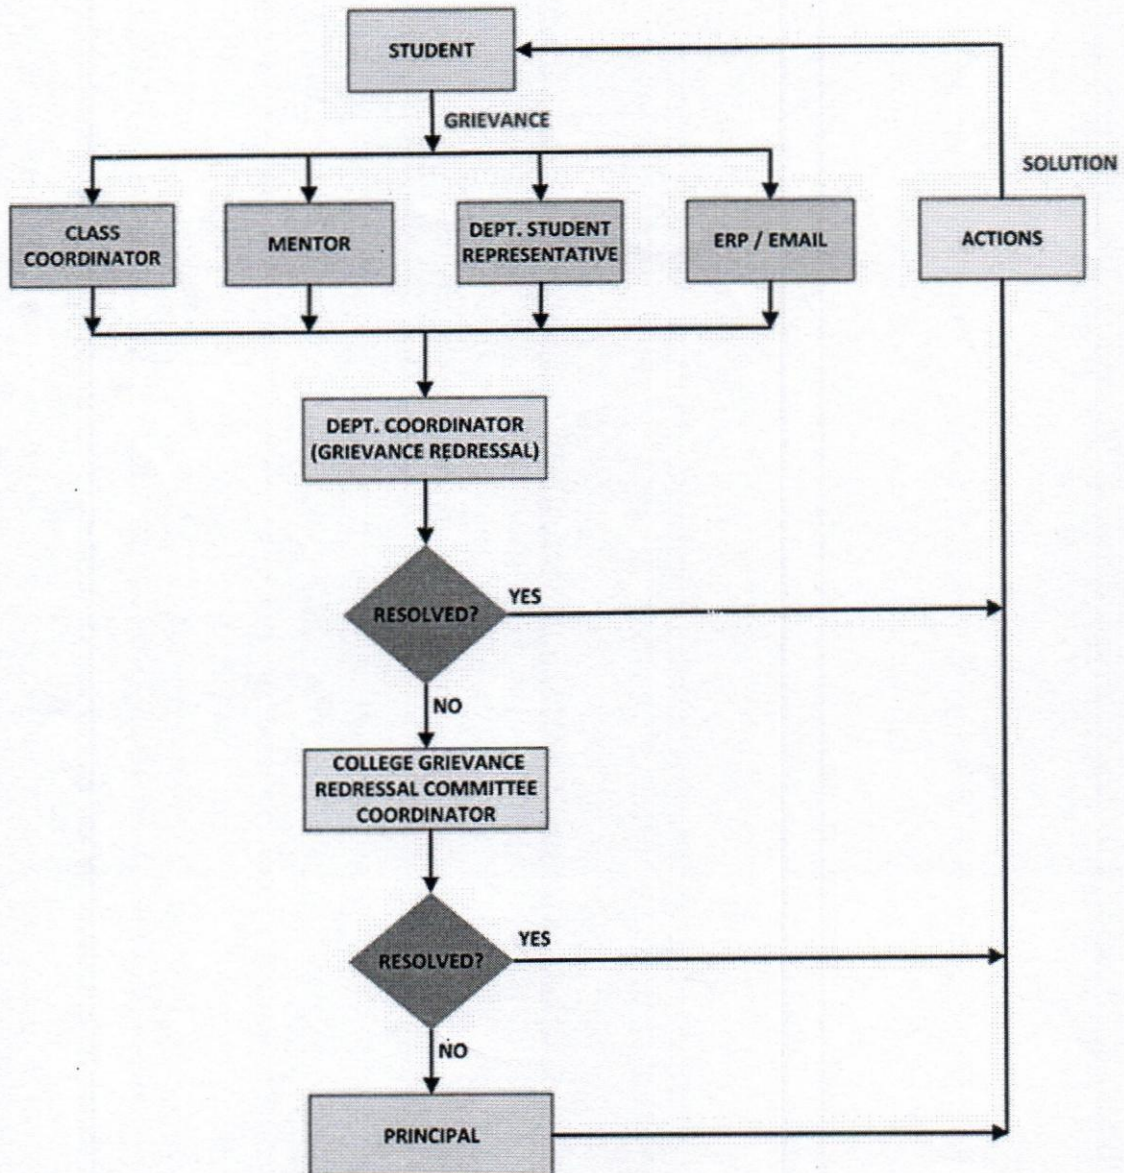 STUDENT
GRIEVANCE
SOLUTION
CLASS
COORDINATOR
MENTOR
DEPT. STUDENT
REPRESENTATIVE
ERP / EMAIL
ACTIONS
DEPT. COORDINATOR
(GRIEVANCE REDRESSAL)
RESOLVED?
YES
NO
COLLEGE GRIEVANCE
REDRESSAL COMMITTEE
COORDINATOR
RESOLVED?
YES
NO
PRINCIPAL